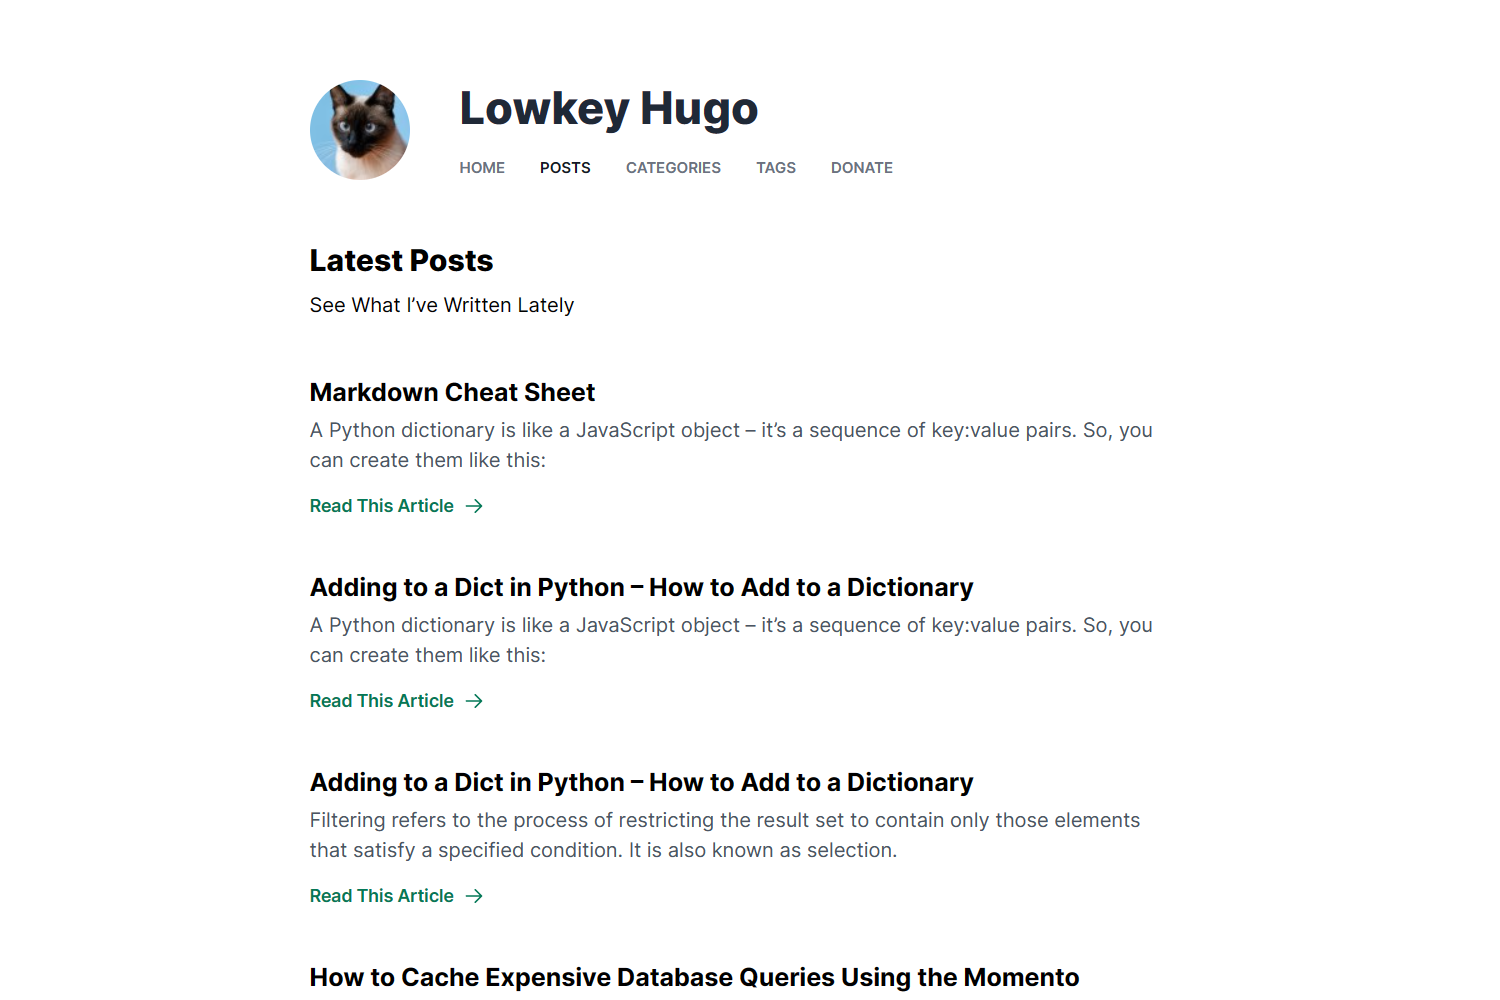 Lowkey Hugo
HOME POSTS CATEGORIES TAGS DONATE
Latest Posts
See What I’ve Written Lately
Markdown Cheat Sheet
A Python dictionary is like a JavaScript object – it’s a sequence of key:value pairs. So, you
can create them like this:
Read This Article →
Adding to a Dict in Python – How to Add to a Dictionary
A Python dictionary is like a JavaScript object – it’s a sequence of key:value pairs. So, you
can create them like this:
Read This Article →
Adding to a Dict in Python – How to Add to a Dictionary
Filtering refers to the process of restricting the result set to contain only those elements
that satisfy a specified condition. It is also known as selection.
Read This Article →
How to Cache Expensive Database Queries Using the Momento